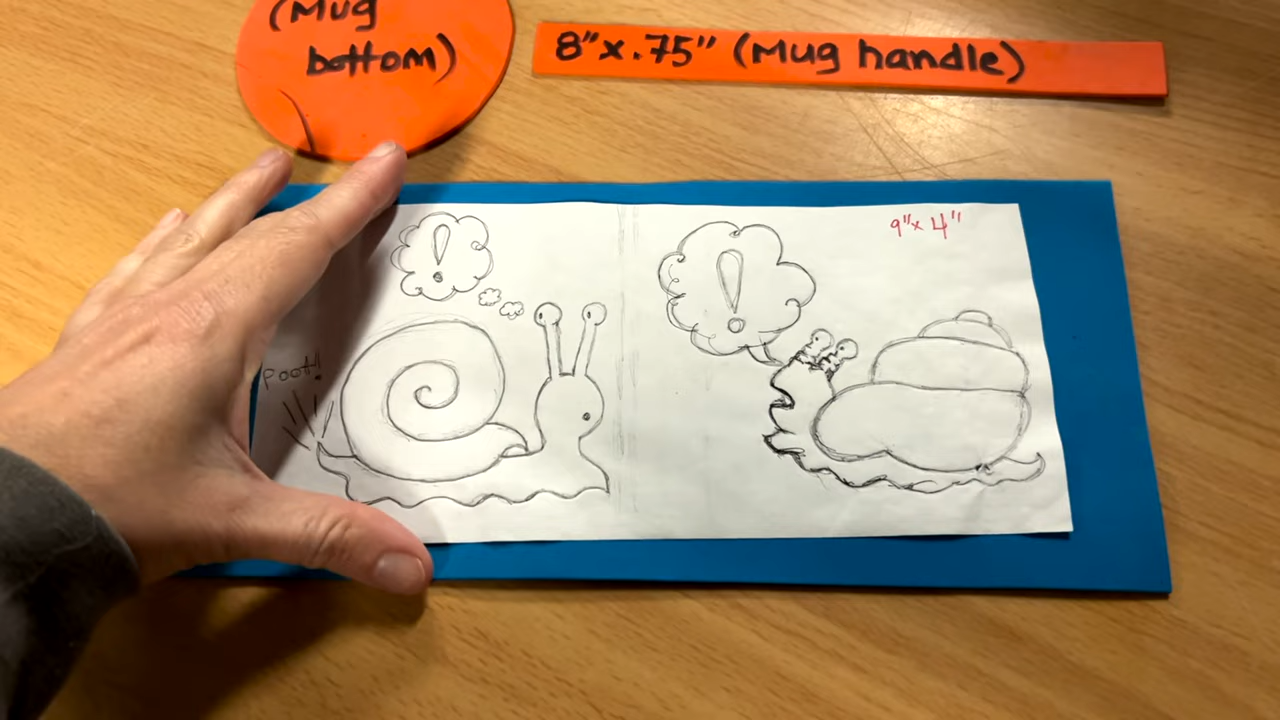 (Mug
bottom)
8"x.75" (Mug handle)
9"x 4"
!
!
Poot!